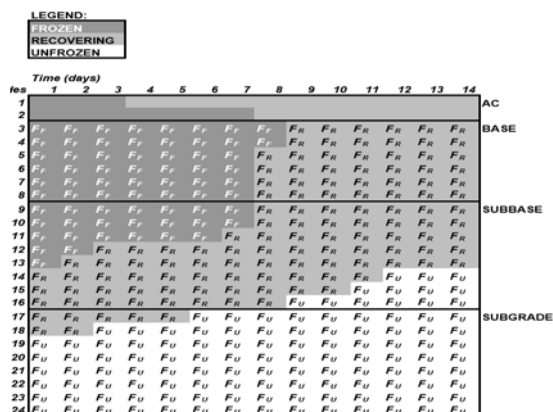 LEGEND:
FROZEN
RECOVERING
UNFROZEN
Time (days)
1 2 3 4 5 6 7 8 9 10 11 12 13 14
1 AC
2
3 FF FF FF FF FF FF FF FF FR FR FR FR FR FR BASE
4 FF FF FF FF FF FF FF FF FR FR FR FR FR FR
5 FF FF FF FF FF FF FF FR FR FR FR FR FR FR
6 FF FF FF FF FF FF FF FR FR FR FR FR FR FR
7 FF FF FF FF FF FF FF FR FR FR FR FR FR FR
8 FF FF FF FF FF FF FF FR FR FR FR FR FR FR
9 FF FF FF FF FF FF FF FR FR FR FR FR FR FR SUBBASE
10 FF FF FF FF FF FF FF FR FR FR FR FR FR FR
11 FF FF FF FF FF FF FR FR FR FR FR FR FR FR
12 FF FF FR FR FR FR FR FR FR FR FR FR FR FR
13 FF FR FR FR FR FR FR FR FR FR FR FR FR FR
14 FR FR FR FR FR FR FR FR FR FR FR FU FU FU
15 FR FR FR FR FR FR FR FR FR FR FU FU FU FU
16 FR FR FR FR FR FR FR FR FU FU FU FU FU FU
17 FR FR FR FR FR FU FU FU FU FU FU FU FU FU SUBGRADE
18 FR FR FU FU FU FU FU FU FU FU FU FU FU FU
19 FU FU FU FU FU FU FU FU FU FU FU FU FU FU
20 FU FU FU FU FU FU FU FU FU FU FU FU FU FU
21 FU FU FU FU FU FU FU FU FU FU FU FU FU FU
22 FU FU FU FU FU FU FU FU FU FU FU FU FU FU
23 FU FU FU FU FU FU FU FU FU FU FU FU FU FU
24 FU FU FU FU FU FU FU FU FU FU FU FU FU FU